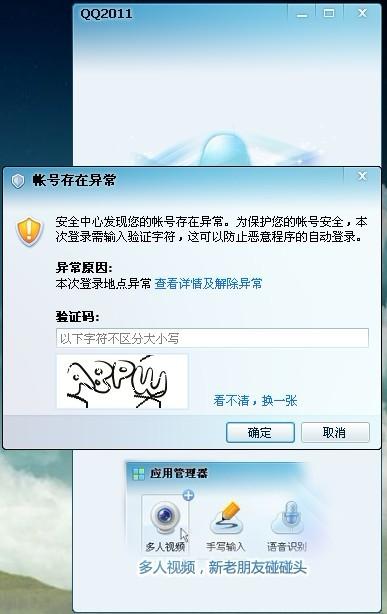 QQ2011
帐号存在异常
安全中心发现您的帐号存在异常。为保护您的帐号安全，本
次登录需输入验证字符，这可以防止恶意程序的自动登录。
异常原因:
本次登录地点异常 查看详情及解除异常
验证码:
以下字符不区分大小写
看不清，换一张
确定 取消
应用管理器
多人视频 手写输入 语音识别
多人视频，新老朋友碰碰头